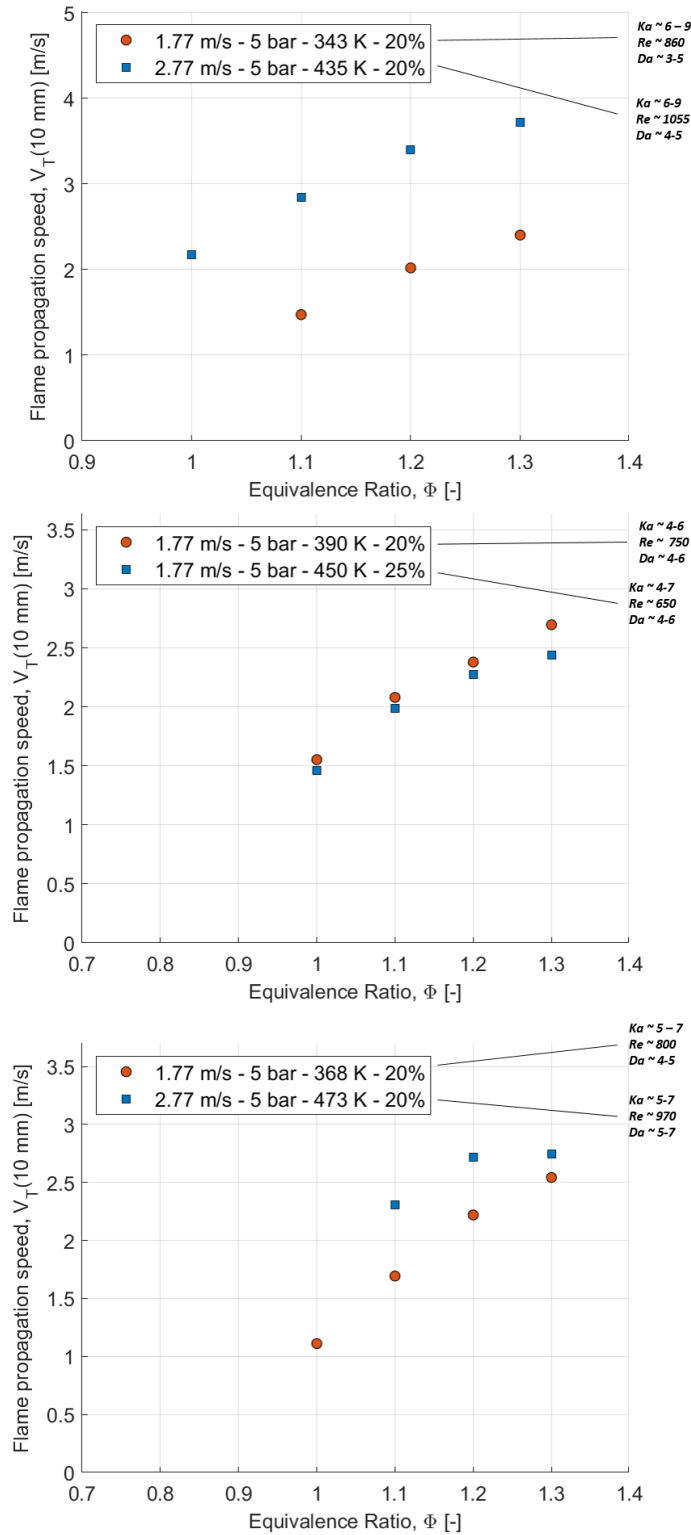 5
1.77 m/s - 5 bar - 343 K - 20%
2.77 m/s - 5 bar - 435 K - 20%
Ka ~ 6 – 9
Re ~ 860
Da ~ 3-5
Ka ~ 6-9
Re ~ 1055
Da ~ 4-5
4
3
2
1
0
Flame propagation speed, V_T(10 mm) [m/s]
0.9 1 1.1 1.2 1.3 1.4
Equivalence Ratio, Φ [-]
3.5
1.77 m/s - 5 bar - 390 K - 20%
1.77 m/s - 5 bar - 450 K - 25%
Ka ~ 4-6
Re ~ 750
Da ~ 4-6
Ka ~ 4-7
Re ~ 650
Da ~ 4-6
3
2.5
2
1.5
1
0.5
0
Flame propagation speed, V_T(10 mm) [m/s]
0.7 0.8 0.9 1 1.1 1.2 1.3 1.4
Equivalence Ratio, Φ [-]
3.5
1.77 m/s - 5 bar - 368 K - 20%
2.77 m/s - 5 bar - 473 K - 20%
Ka ~ 5 – 7
Re ~ 800
Da ~ 4-5
Ka ~ 5-7
Re ~ 970
Da ~ 5-7
3
2.5
2
1.5
1
0.5
0
Flame propagation speed, V_T(10 mm) [m/s]
0.7 0.8 0.9 1 1.1 1.2 1.3 1.4
Equivalence Ratio, Φ [-]